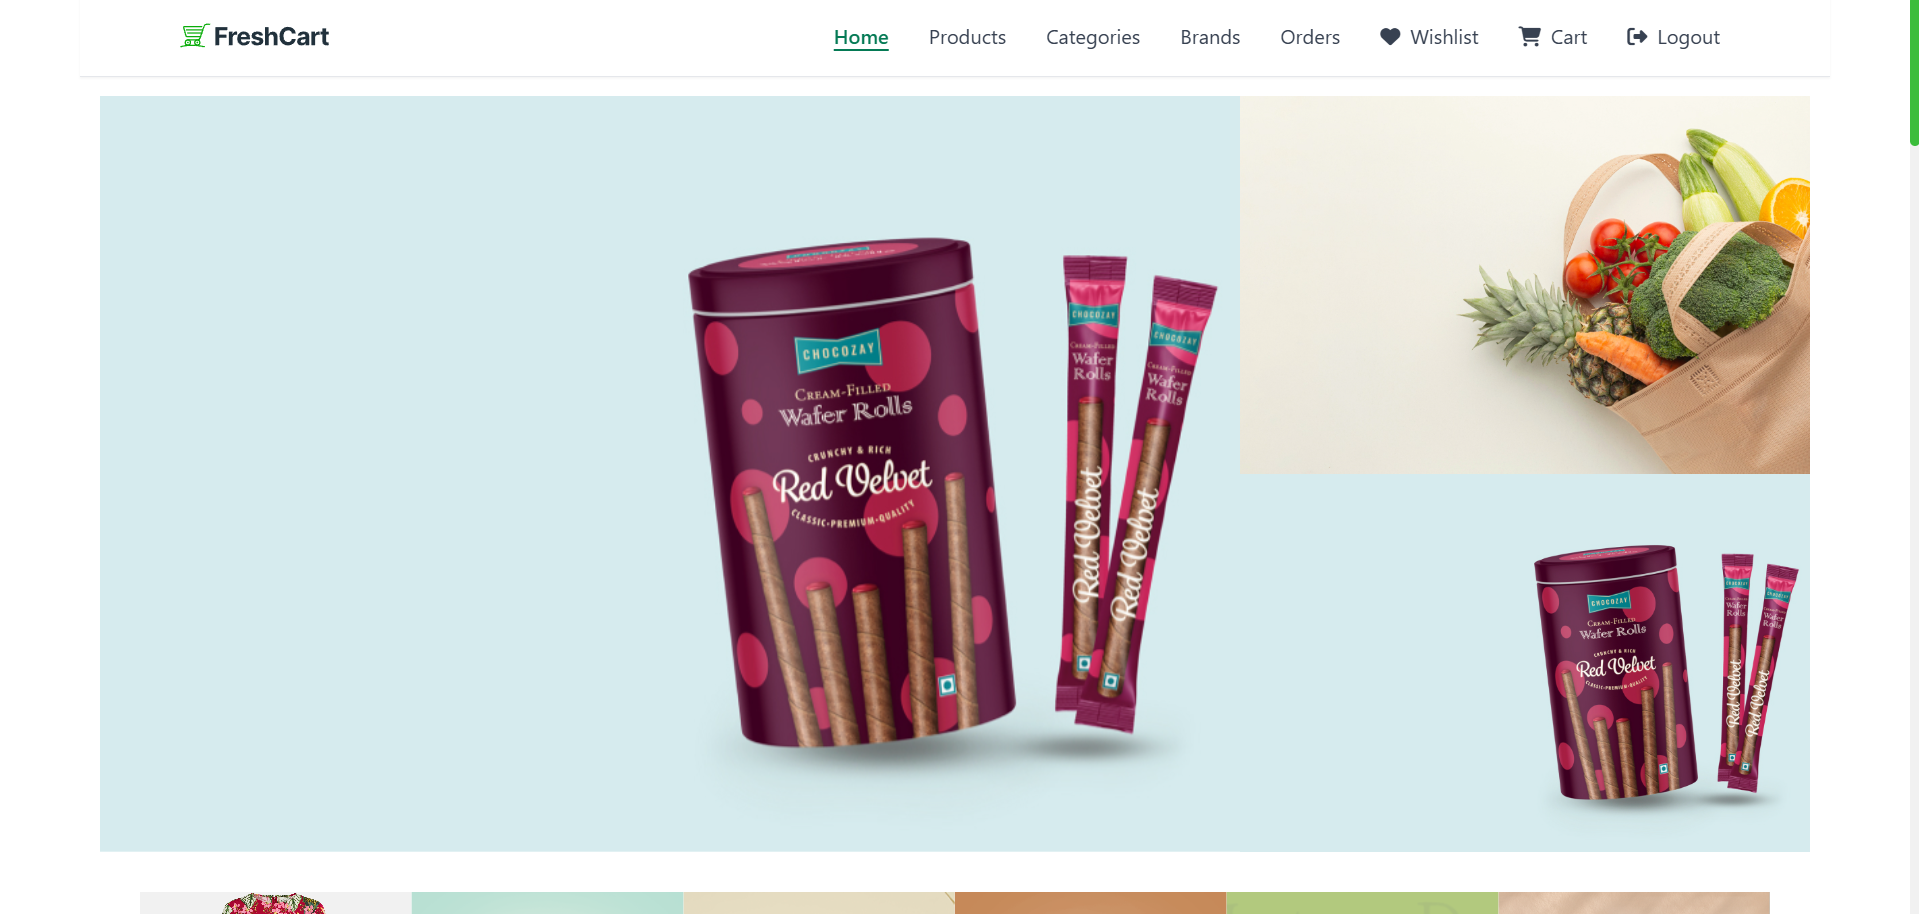 FreshCart
Home
Products
Categories
Brands
Orders
Wishlist
Cart
Logout
CHOCOZAY
CREAM-FILLED
Wafer Rolls
CRUNCHY & RICH
Red Velvet
CLASSIC•PREMIUM•QUALITY
CHOCOZAY
CREAM-FILLED
Wafer
Rolls
Red Velvet
CHOCOZAY
CREAM-FILLED
Wafer
Rolls
Red Velvet
CHOCOZAY
CREAM-FILLED
Wafer Rolls
CRUNCHY & RICH
Red Velvet
CLASSIC•PREMIUM•QUALITY
CHOCOZAY
Wafer
Rolls
Red Velvet
CHOCOZAY
Wafer
Rolls
Red Velvet